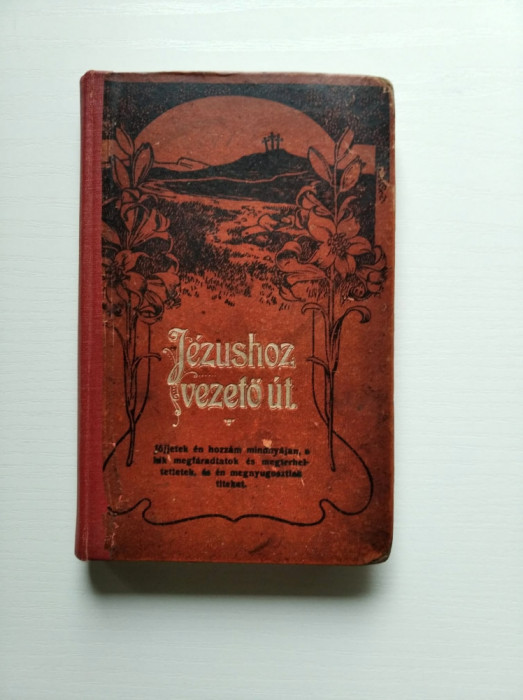 Jézushoz
vezető út.
Jöjjetek én hozzám mindnyájan, a
kik megfáradtatok és megterhel-
tettetek, és én megnyugosztlak
titeket.